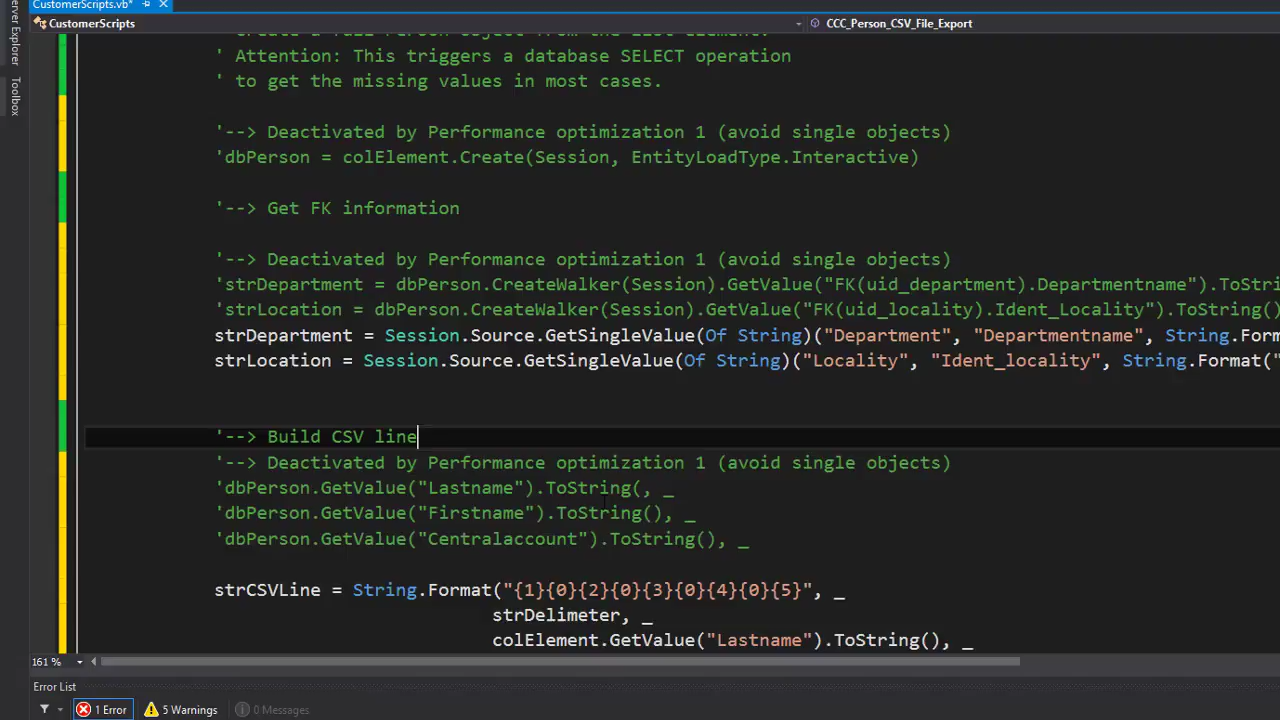 CustomerScripts.vb*
Server Explorer
Toolbox
CustomerScripts
CCC_Person_CSV_File_Export
' Attention: This triggers a database SELECT operation
' to get the missing values in most cases.
'--> Deactivated by Performance optimization 1 (avoid single objects)
'dbPerson = colElement.Create(Session, EntityLoadType.Interactive)
'--> Get FK information
'--> Deactivated by Performance optimization 1 (avoid single objects)
'strDepartment = dbPerson.CreateWalker(Session).GetValue("FK(uid_department).Departmentname").ToStri
'strLocation = dbPerson.CreateWalker(Session).GetValue("FK(uid_locality).Ident_Locality").ToString()
strDepartment = Session.Source.GetSingleValue(Of String)("Department", "Departmentname", String.Form
strLocation = Session.Source.GetSingleValue(Of String)("Locality", "Ident_locality", String.Format("
'--> Build CSV line
'--> Deactivated by Performance optimization 1 (avoid single objects)
'dbPerson.GetValue("Lastname").ToString(, _
'dbPerson.GetValue("Firstname").ToString(), _
'dbPerson.GetValue("Centralaccount").ToString(), _
strCSVLine = String.Format("{1}{0}{2}{0}{3}{0}{4}{0}{5}", _
strDelimeter, _
colElement.GetValue("Lastname").ToString(), _
161 %
Error List
1 Error
5 Warnings
0 Messages